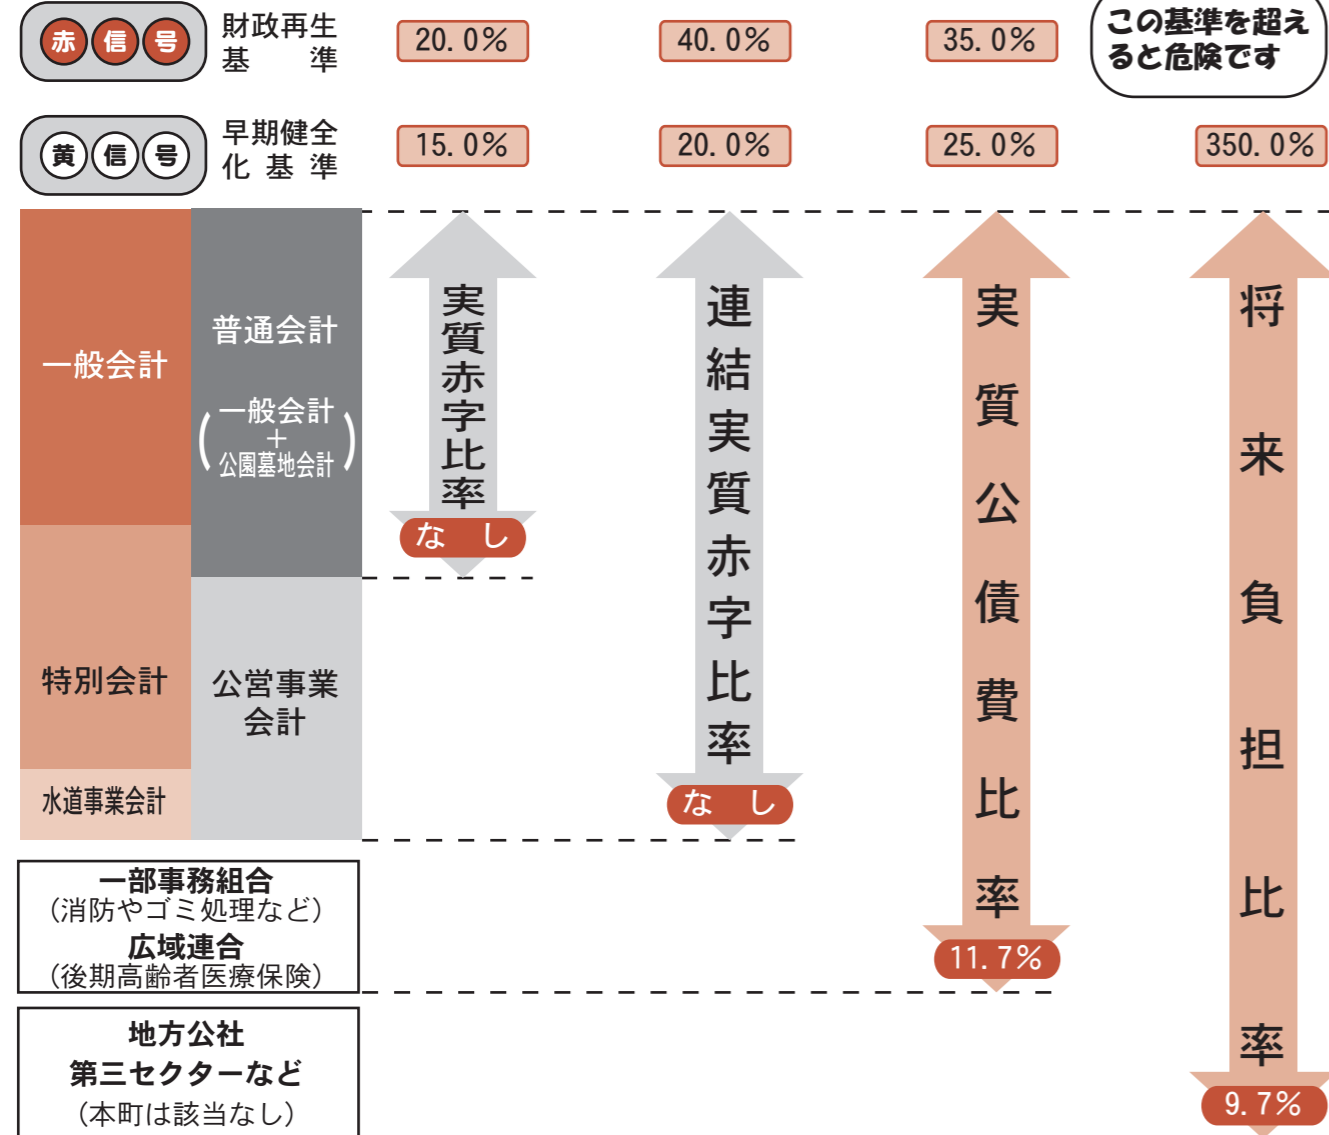 赤信号
財政再生
基準
20.0%
40.0%
35.0%
この基準を超え
ると危険です
黄信号
早期健全
化基準
15.0%
20.0%
25.0%
350.0%
一般会計
普通会計
(一般会計
+
公園墓地会計)
特別会計
公営事業
会計
水道事業会計
実質赤字比率
なし
連結実質赤字比率
なし
実質公債費比率
11.7%
将来負担比率
9.7%
一部事務組合
(消防やゴミ処理など)
広域連合
(後期高齢者医療保険)
地方公社
第三セクターなど
(本町は該当なし)